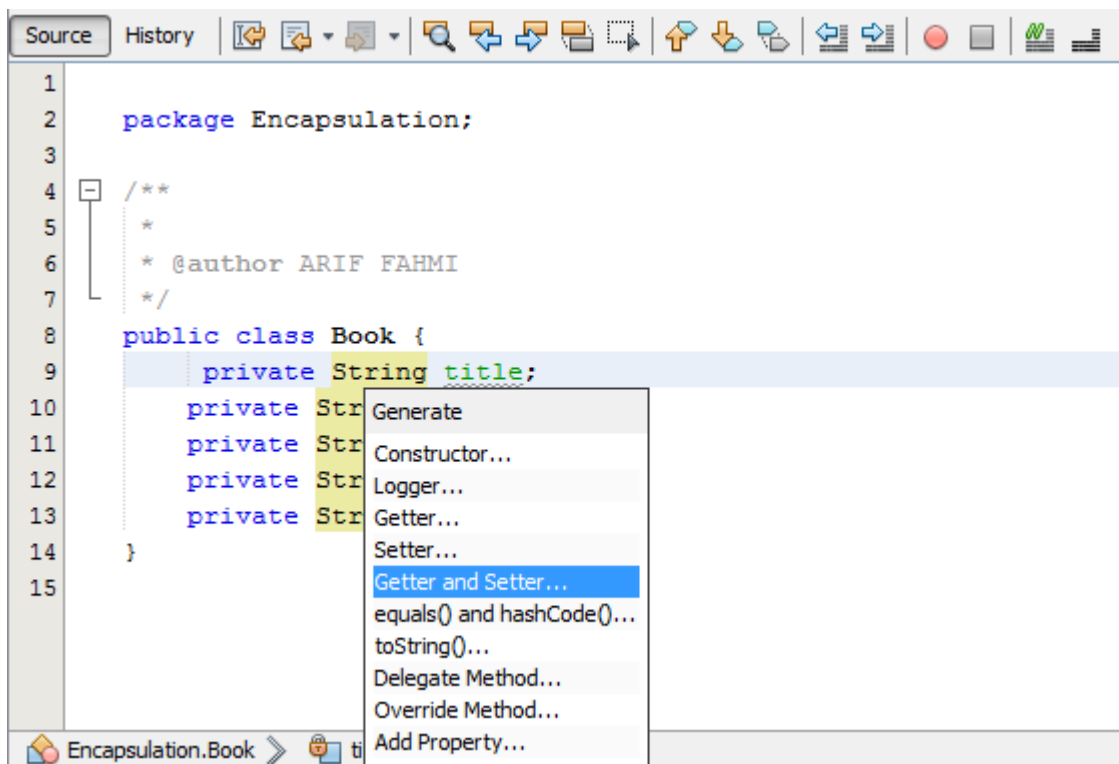 Source History
1
2 package Encapsulation;
3
4 /**
5 *
6 * @author ARIF FAHMI
7 */
8 public class Book {
9 private String title;
10 private Str
11 private Str
12 private Str
13 private Str
14 }
15
Generate
Constructor...
Logger...
Getter...
Setter...
Getter and Setter...
equals() and hashCode()...
toString()...
Delegate Method...
Override Method...
Add Property...
Encapsulation.Book ti